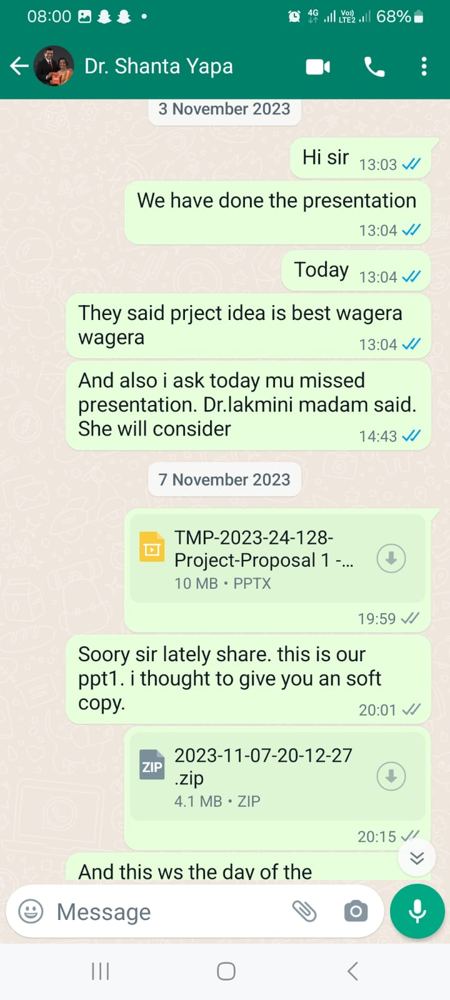 08:00 4G Vo)) LTE2 68%
Dr. Shanta Yapa
3 November 2023
Hi sir 13:03
We have done the presentation
13:04
Today 13:04
They said prject idea is best wagera
wagera 13:04
And also i ask today mu missed
presentation. Dr.lakmini madam said.
She will consider 14:43
7 November 2023
TMP-2023-24-128-
Project-Proposal 1 -...
10 MB • PPTX
19:59
Soory sir lately share. this is our
ppt1. i thought to give you an soft
copy. 20:01
ZIP 2023-11-07-20-12-27
.zip
4.1 MB • ZIP
20:15
And this ws the day of the
Message